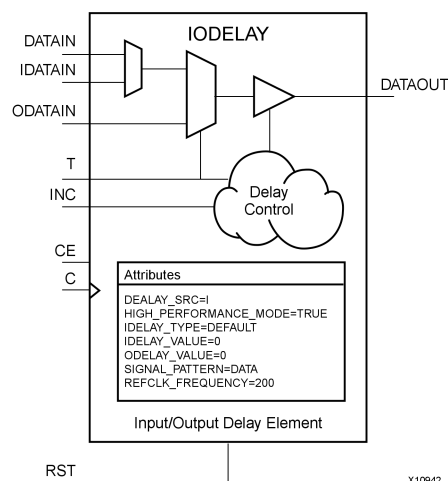 IODELAY
DATAIN
IDATAIN
DATAOUT
ODATAIN
T
INC
Delay
Control
CE
C
Attributes
DEALAY_SRC=I
HIGH_PERFORMANCE_MODE=TRUE
IDELAY_TYPE=DEFAULT
IDELAY_VALUE=0
ODELAY_VALUE=0
SIGNAL_PATTERN=DATA
REFCLK_FREQUENCY=200
Input/Output Delay Element
RST
X10942